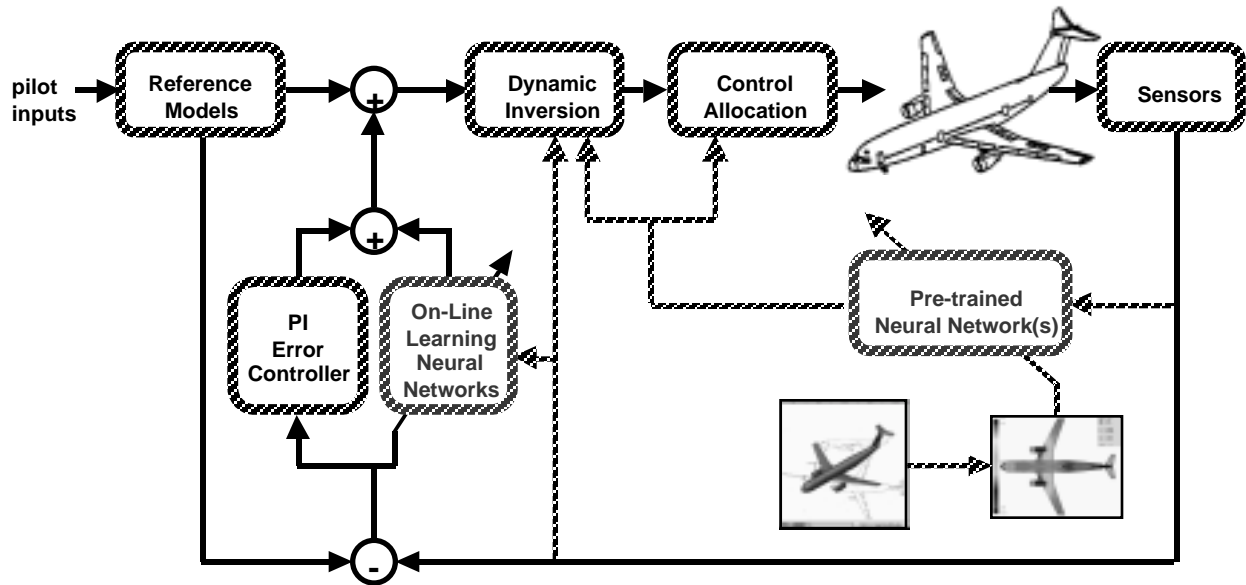 pilot
inputs
Reference
Models
+
Dynamic
Inversion
Control
Allocation
Sensors
+
PI
Error
Controller
On-Line
Learning
Neural
Networks
Pre-trained
Neural Network(s)
-